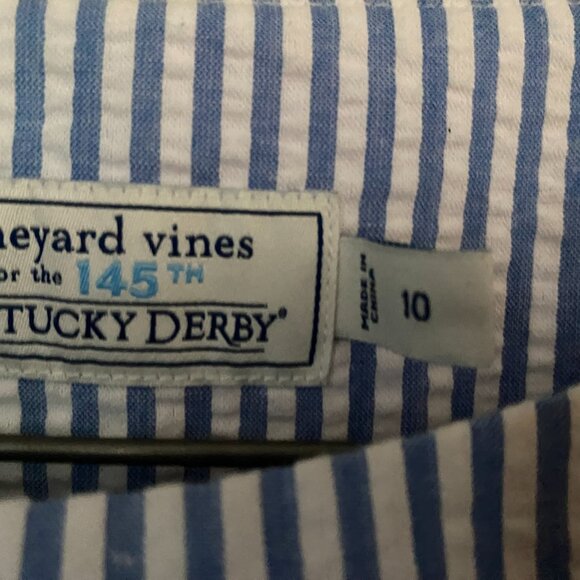 neyard vines
or the 145TH
TUCKY DERBY®
MADE IN
CHINA
10